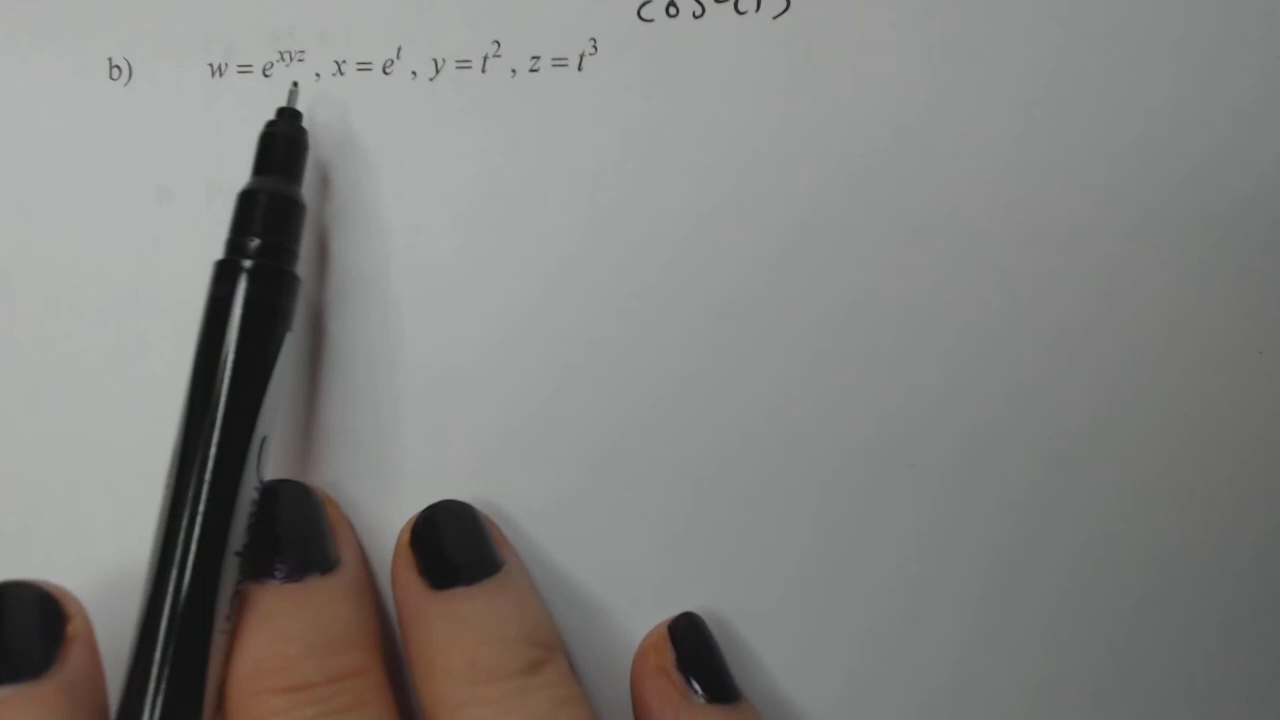 b) w = e^{xyz} , x = e^t , y = t^2 , z = t^3